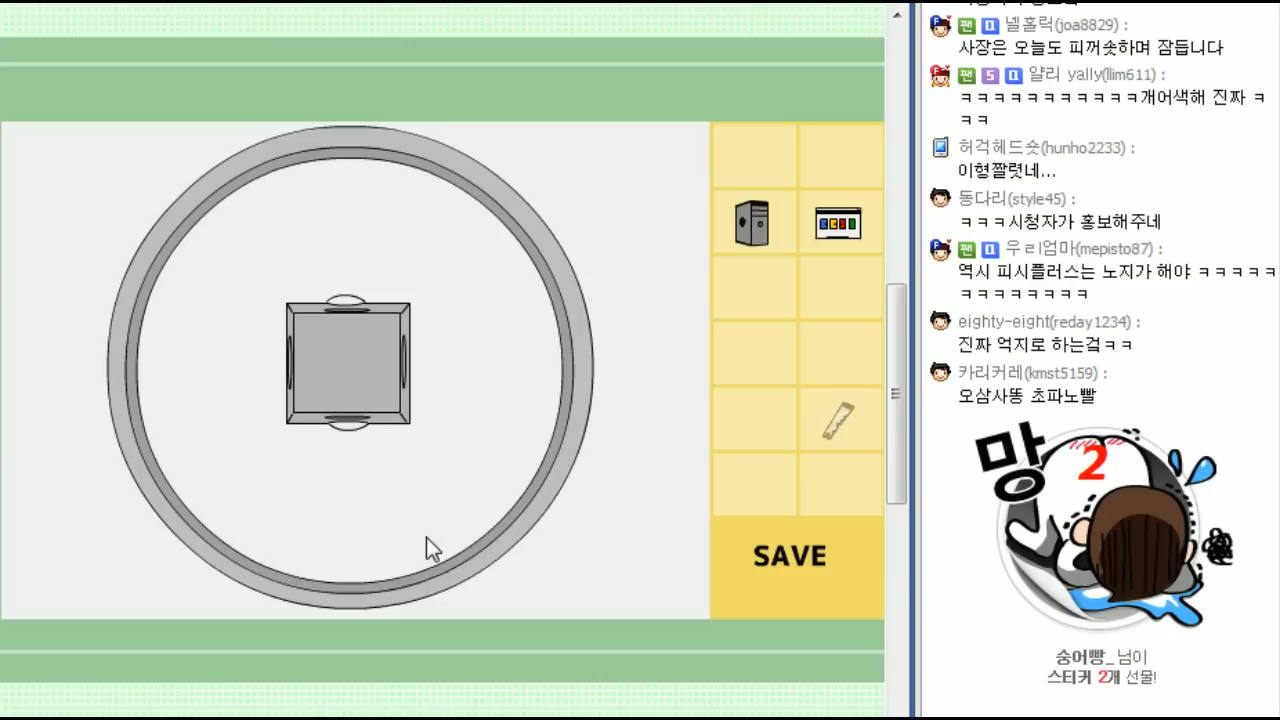 SAVE
팬 넬홀럭(joa8829) :
사장은 오늘도 피꺼솟하며 잠듭니다
팬 S 얄리 yally(llim611) :
ㅋㅋㅋㅋㅋㅋㅋㅋㅋㅋㅋ개어색해 진짜 ㅋ
ㅋㅋ
허걱헤드숏(hunho2233) :
이형짤렷네...
동다리(style45) :
ㅋㅋㅋ시청자가 홍보해주네
팬 우리엄마(mepisto87) :
역시 피시플러스는 노지가 해야 ㅋㅋㅋㅋㅋ
ㅋㅋㅋㅋㅋㅋㅋㅋ
eighty-eight(reday1234) :
진짜 억지로 하는겈ㅋㅋ
카리커레(kmst5159) :
오삼사똥 초파노빨
망
2
숭어빵_님이
스티커 2개 선물!